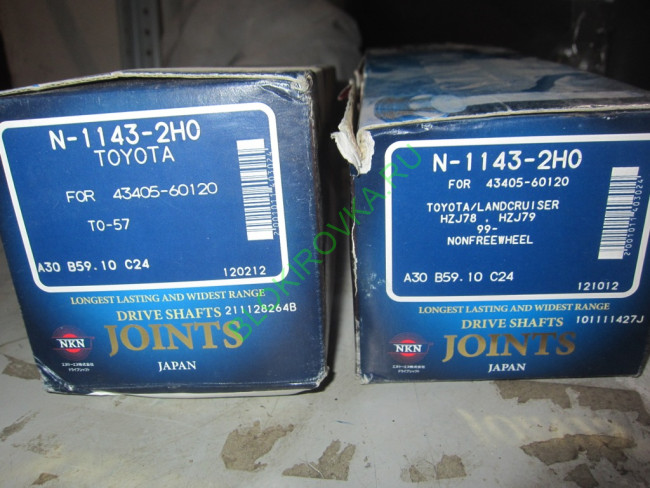 N-1143-2H0
TOYOTA
FOR 43405-60120
TO-57
A30 B59.10 C24
120212
LONGEST LASTING AND WIDEST RANGE
DRIVE SHAFTS 211128264B
JOINTS
NKN
JAPAN
N-1143-2H0
FOR 43405-60120
TOYOTA/LANDCRUISER
HZJ78 , HZJ79
99-
NONFREEWHEEL
A30 B59.10 C24
121012
LONGEST LASTING AND WIDEST RANGE
DRIVE SHAFTS 101111427J
JOINTS
NKN
JAPAN
BLOKIROVKA.RU